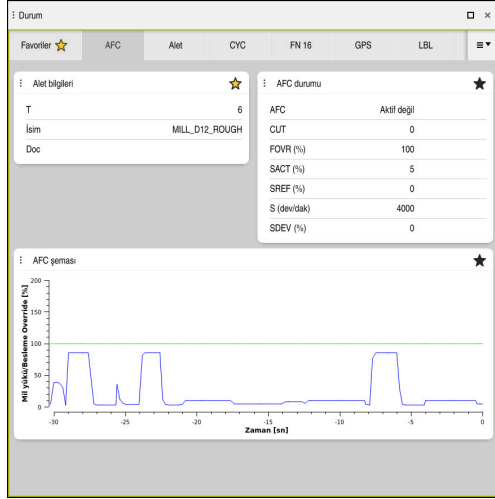 Durum
Favoriler AFC Alet CYC FN 16 GPS LBL
Alet bilgileri
T 6
İsim MILL_D12_ROUGH
Doc
AFC durumu
AFC Aktif değil
CUT 0
FOVR (%) 100
SACT (%) 5
SREF (%) 0
S (dev/dak) 4000
SDEV (%) 0
AFC şeması
Mil yükü/Besleme Override [%]
200
150
100
50
0
-30 -25 -20 -15 -10 -5 0
Zaman [sn]